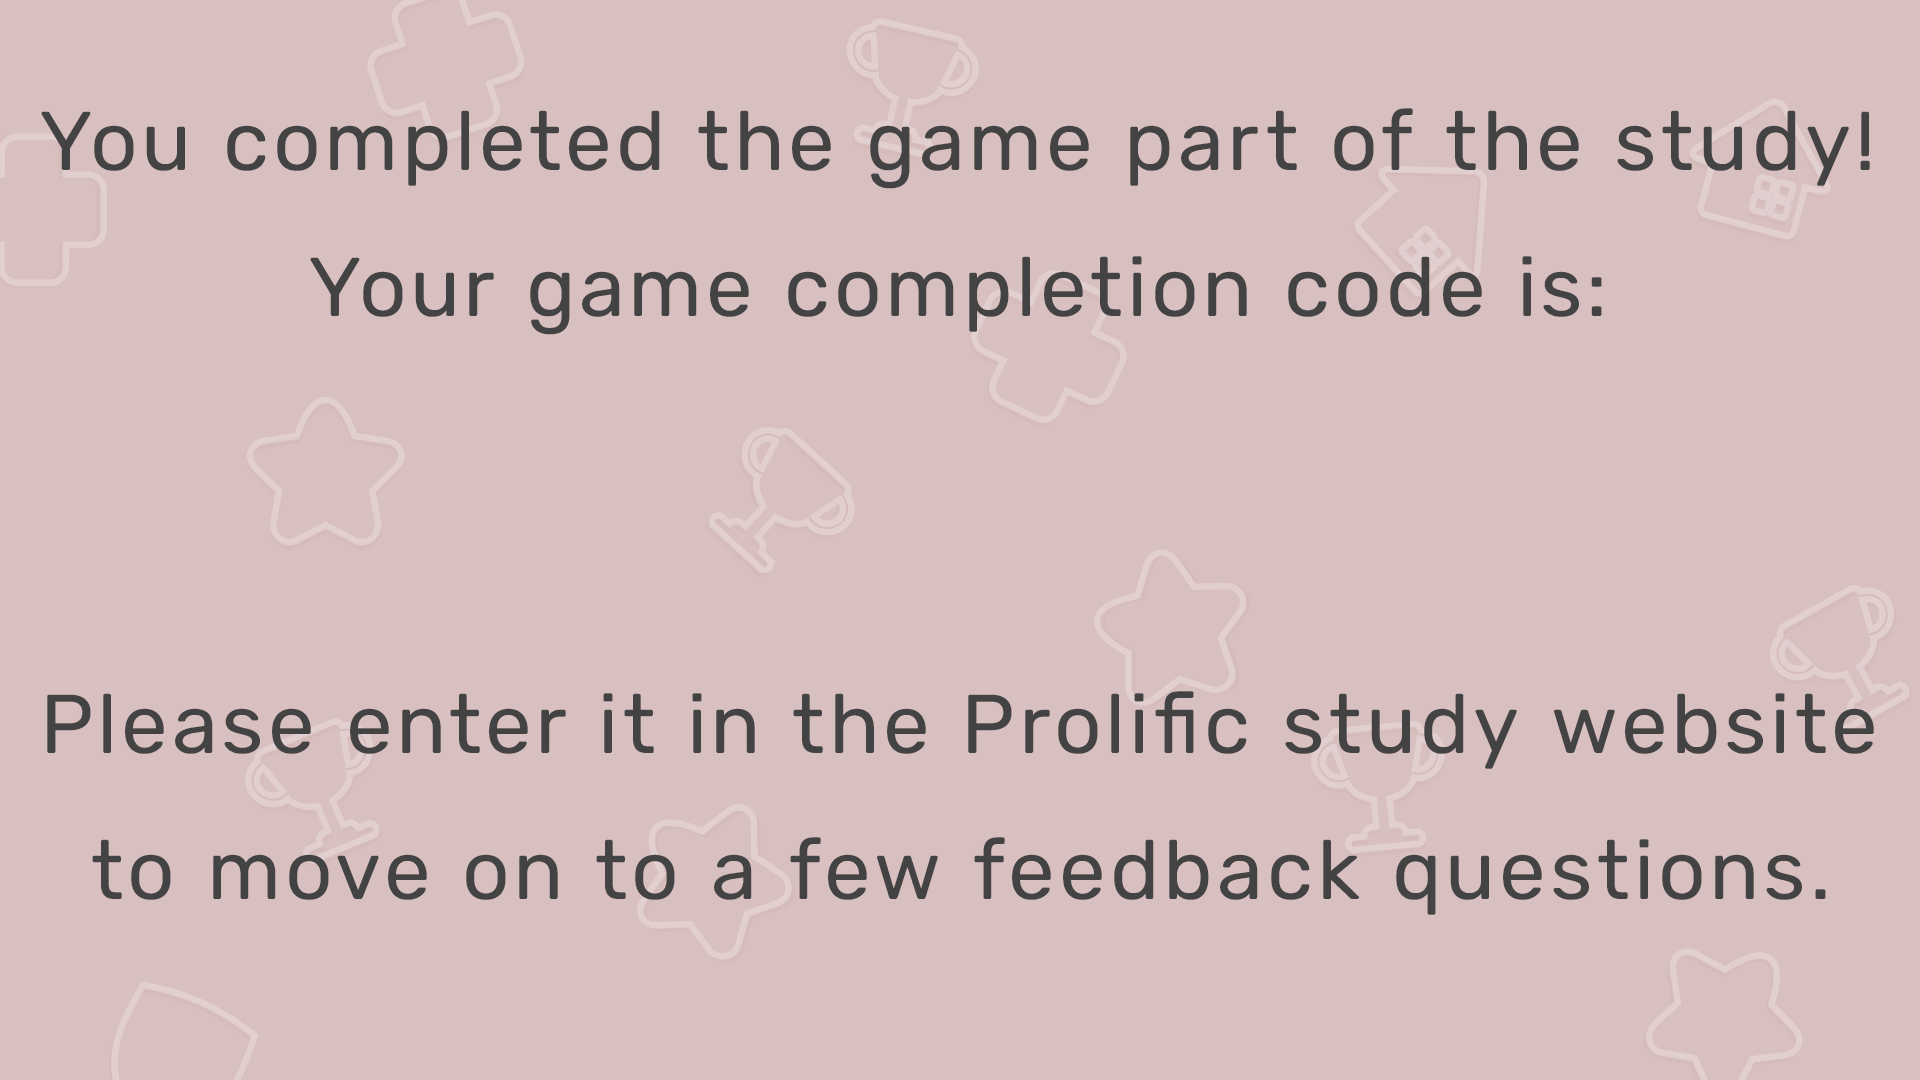 You completed the game part of the study!
Your game completion code is:
Please enter it in the Prolific study website
to move on to a few feedback questions.